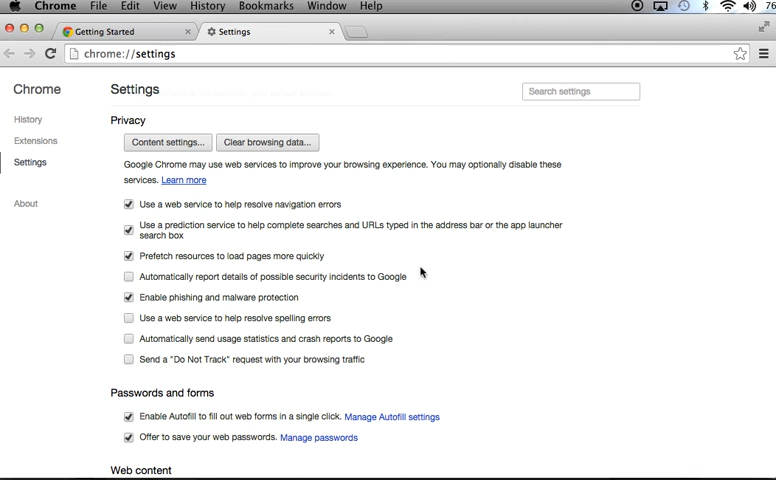 Chrome File Edit View History Bookmarks Window Help 76
Getting Started × Settings ×
chrome://settings
Chrome
Settings
Search settings
History
Extensions
Settings
About
Privacy
Content settings... Clear browsing data...
Google Chrome may use web services to improve your browsing experience. You may optionally disable these
services. Learn more
Use a web service to help resolve navigation errors
Use a prediction service to help complete searches and URLs typed in the address bar or the app launcher
search box
Prefetch resources to load pages more quickly
Automatically report details of possible security incidents to Google
Enable phishing and malware protection
Use a web service to help resolve spelling errors
Automatically send usage statistics and crash reports to Google
Send a "Do Not Track" request with your browsing traffic
Passwords and forms
Enable Autofill to fill out web forms in a single click. Manage Autofill settings
Offer to save your web passwords. Manage passwords
Web content